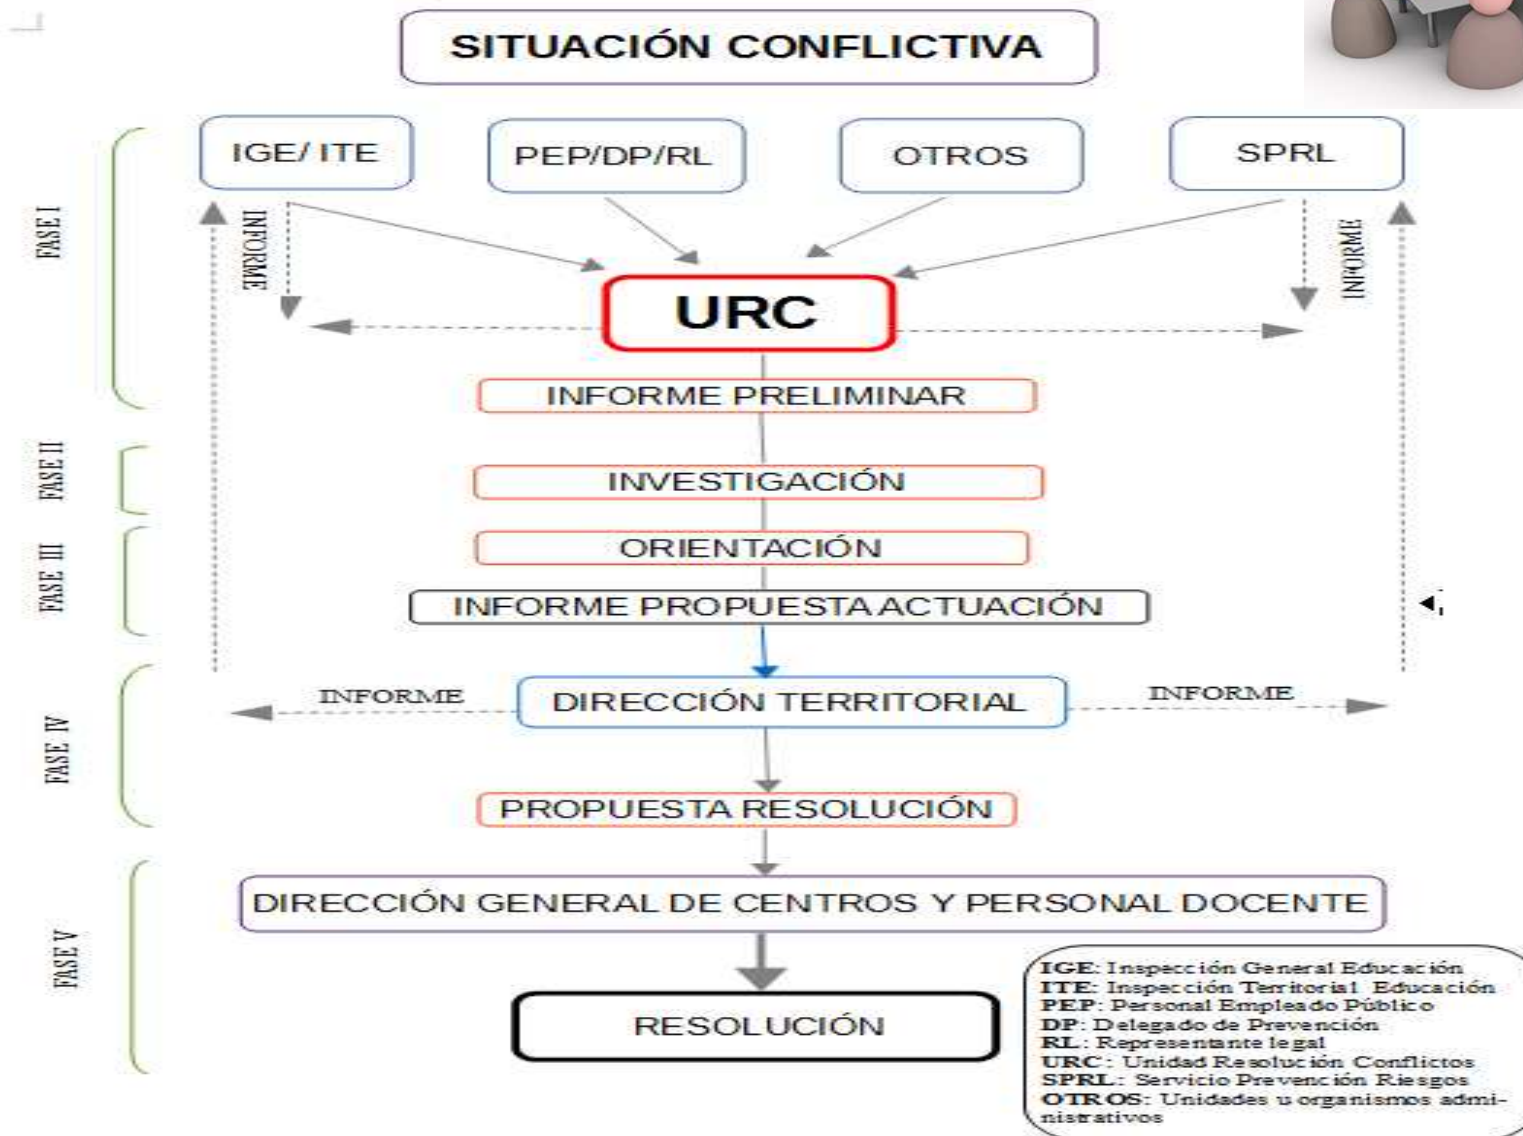 SITUACIÓN CONFLICTIVA
FASE I
IGE/ ITE
PEP/DP/RL
OTROS
SPRL
INFORME
INFORME
URC
INFORME PRELIMINAR
FASE II
INVESTIGACIÓN
FASE III
ORIENTACIÓN
INFORME PROPUESTA ACTUACIÓN
FASE IV
INFORME
DIRECCIÓN TERRITORIAL
INFORME
PROPUESTA RESOLUCIÓN
FASE V
DIRECCIÓN GENERAL DE CENTROS Y PERSONAL DOCENTE
RESOLUCIÓN
IGE: Inspección General Educación
ITE: Inspección Territorial Educación
PEP: Personal Empleado Público
DP: Delegado de Prevención
RL: Representante legal
URC: Unidad Resolución Conflictos
SPRL: Servicio Prevención Riesgos
OTROS: Unidades u organismos admi-
nistrativos